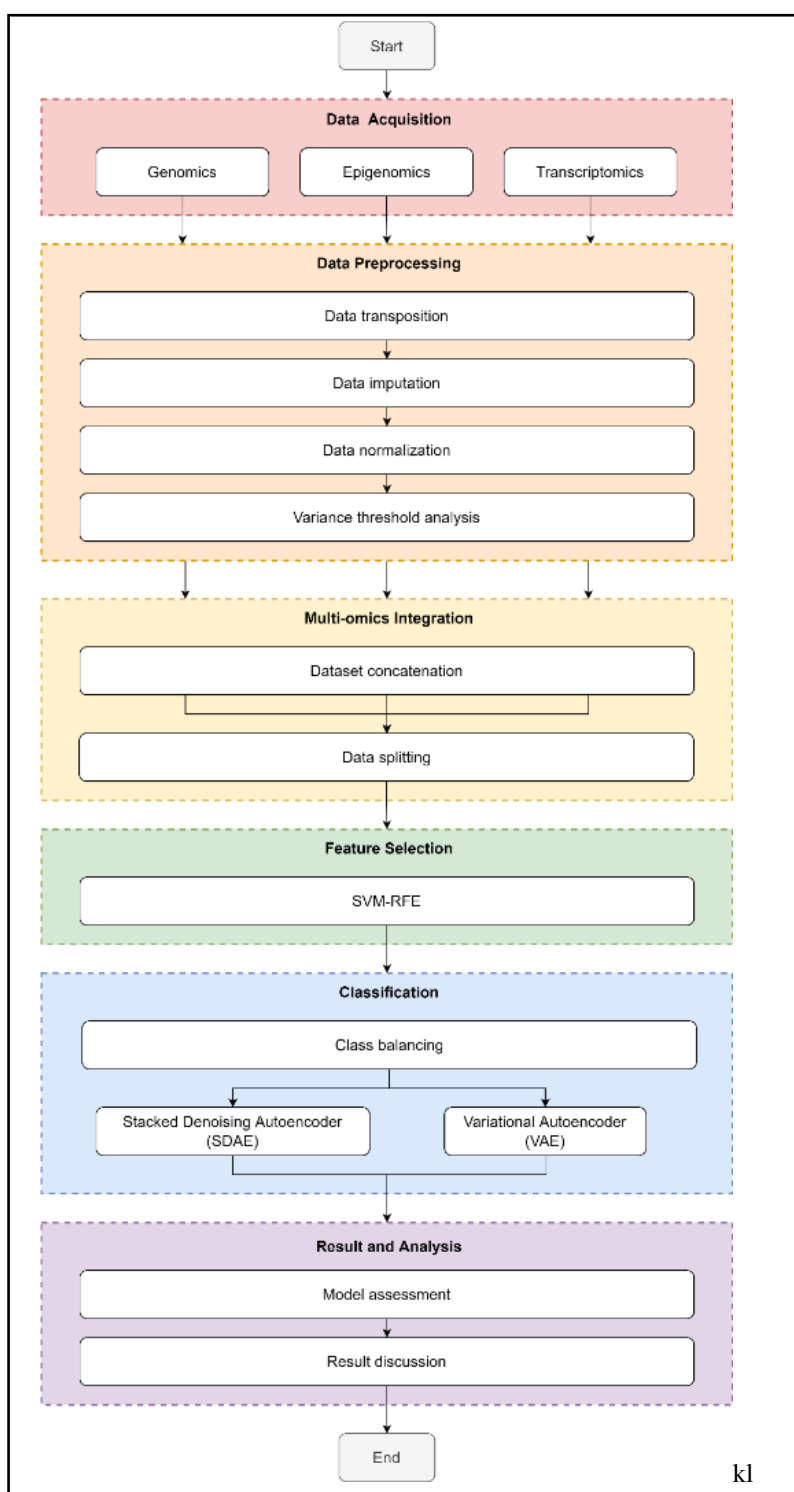 Start
Data Acquisition
Genomics
Epigenomics
Transcriptomics
Data Preprocessing
Data transposition
Data imputation
Data normalization
Variance threshold analysis
Multi-omics Integration
Dataset concatenation
Data splitting
Feature Selection
SVM-RFE
Classification
Class balancing
Stacked Denoising Autoencoder
(SDAE)
Variational Autoencoder
(VAE)
Result and Analysis
Model assessment
Result discussion
End
kl